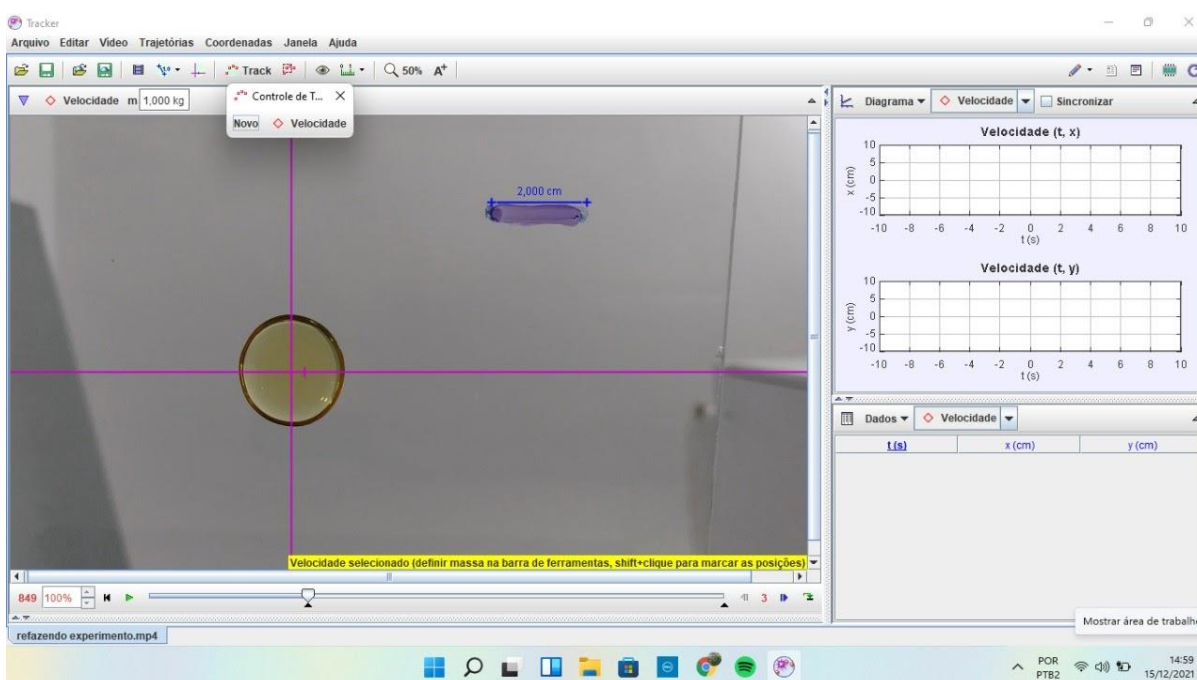 Tracker
Arquivo Editar Video Trajetórias Coordenadas Janela Ajuda
Track 50% A+
Velocidade m 1,000 kg
Controle de T...
Novo Velocidade
Diagrama Velocidade Sincronizar
Velocidade (t, x)
x (cm)
10
5
0
-5
-10
-10 -8 -6 -4 -2 0 2 4 6 8 10
t (s)
Velocidade (t, y)
y (cm)
10
5
0
-5
-10
-10 -8 -6 -4 -2 0 2 4 6 8 10
t (s)
2,000 cm
Dados Velocidade
t (s) x (cm) y (cm)
Velocidade selecionado (definir massa na barra de ferramentas, shift+clique para marcar as posições)
849 100% 3
Mostrar área de trabalho
refazendo experimento.mp4
POR
PTB2
14:59
15/12/2021